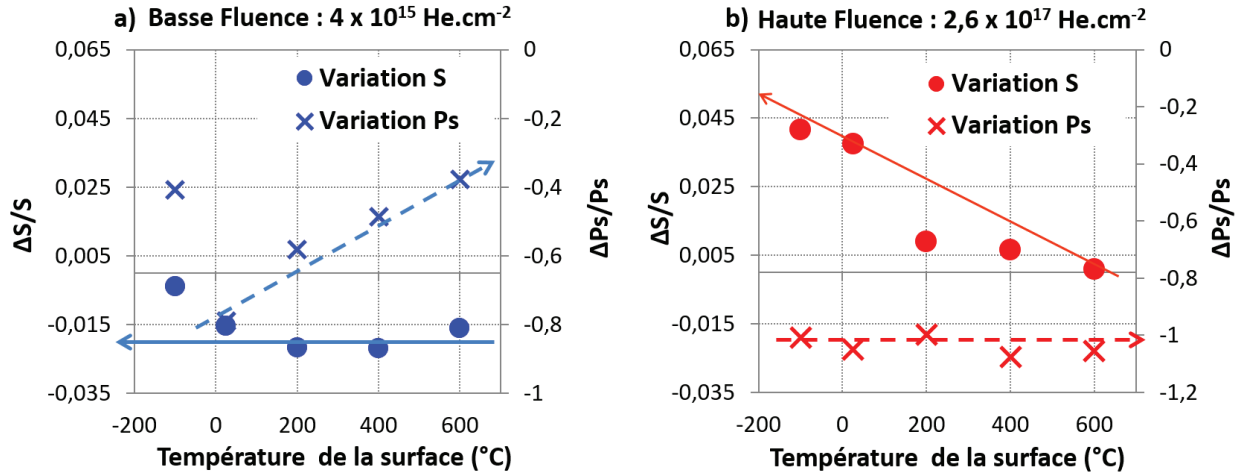 a) Basse Fluence : 4 x 10¹⁵ He.cm⁻²
0,065
0,045
0,025
0,005
-0,015
-0,035
ΔS/S
Variation S
Variation Ps
0
-0,2
-0,4
-0,6
-0,8
-1
ΔPs/Ps
-200 0 200 400 600
Température de la surface (°C)
b) Haute Fluence : 2,6 x 10¹⁷ He.cm⁻²
0,065
0,045
0,025
0,005
-0,015
-0,035
ΔS/S
Variation S
Variation Ps
0
-0,2
-0,4
-0,6
-0,8
-1
-1,2
ΔPs/Ps
-200 0 200 400 600
Température de la surface (°C)